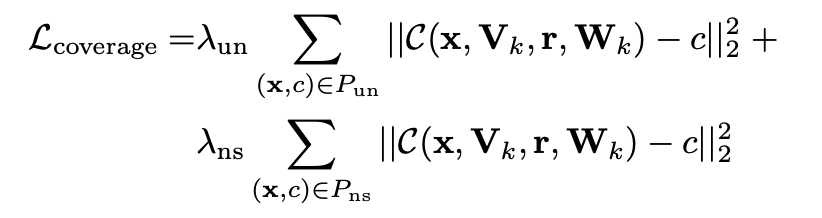 ℒ_coverage =λ_un ∑_{(𝐱,c)∈P_un} ||𝒞(𝐱, 𝐕_k, 𝐫, 𝐖_k) − c||_2^2 +
λ_ns ∑_{(𝐱,c)∈P_ns} ||𝒞(𝐱, 𝐕_k, 𝐫, 𝐖_k) − c||_2^2